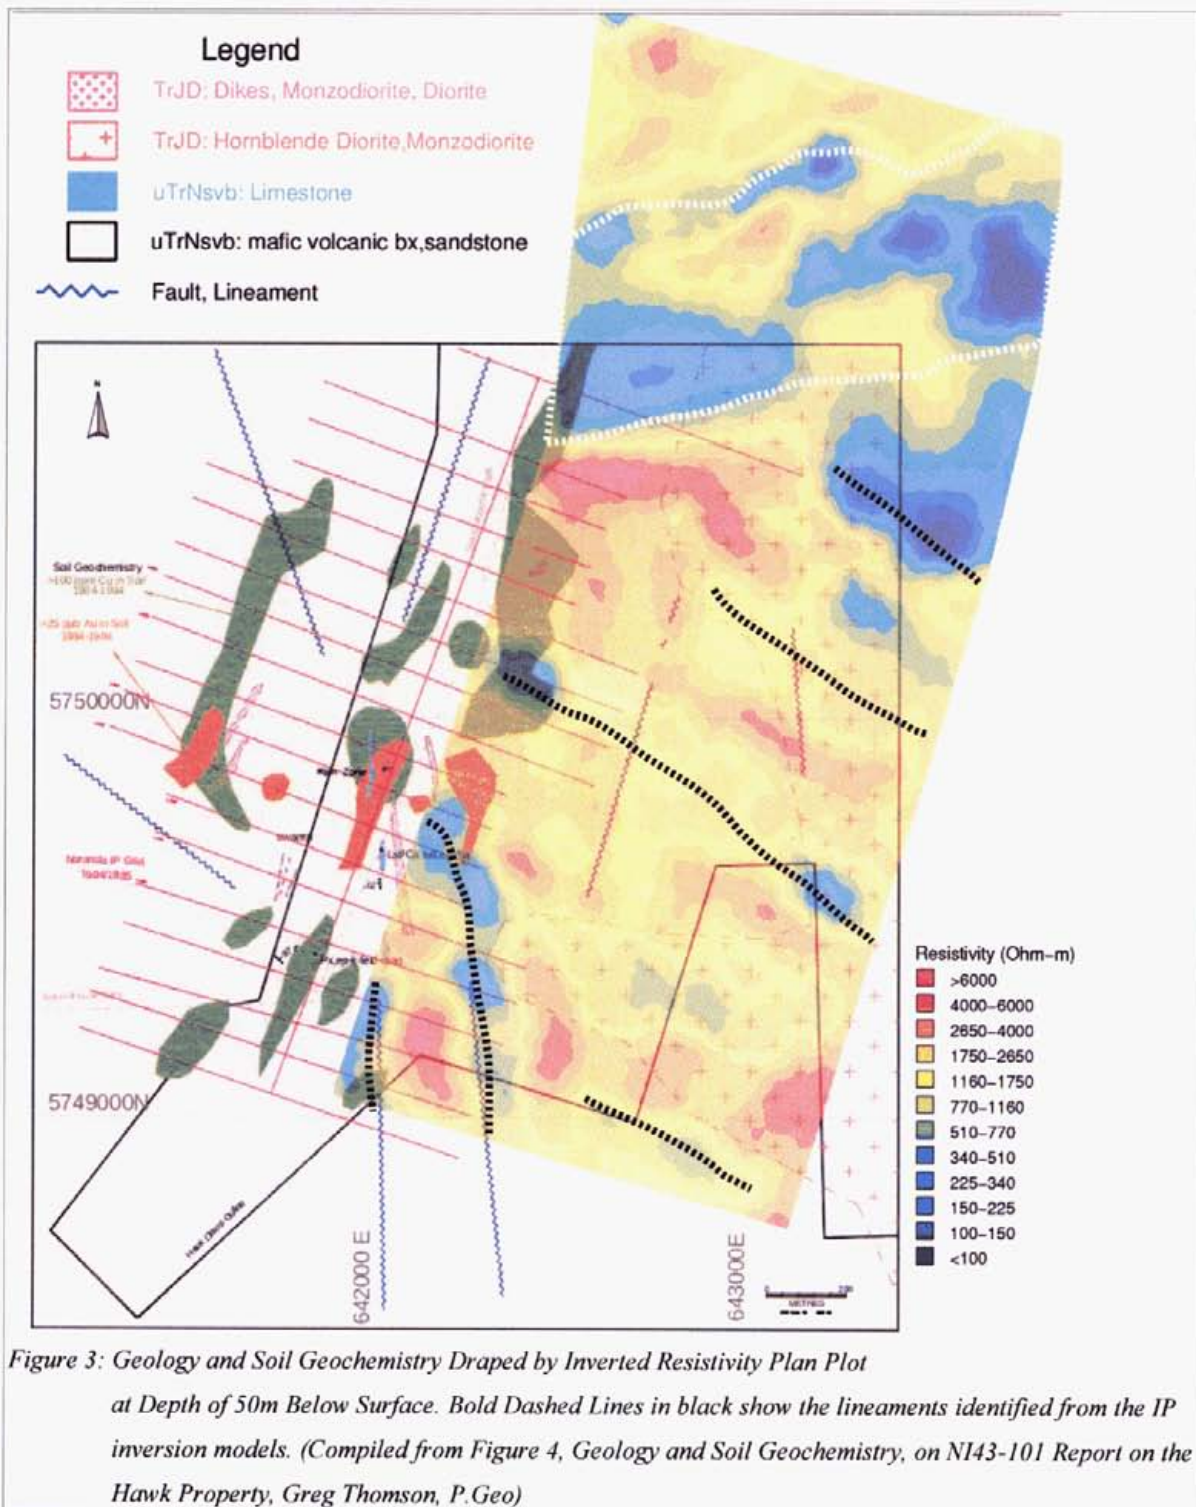 Legend
TrJD: Dikes, Monzodiorite, Diorite
TrJD: Hornblende Diorite,Monzodiorite
uTrNsvb: Limestone
uTrNsvb: mafic volcanic bx,sandstone
Fault, Lineament
N
Soil Geochemistry
5750000N
5749000N
Hawk Claim Outline
642000 E
643000E
0
METRES
Resistivity (Ohm-m)
>6000
4000-6000
2650-4000
1750-2650
1160-1750
770-1160
510-770
340-510
225-340
150-225
100-150
<100
Figure 3: Geology and Soil Geochemistry Draped by Inverted Resistivity Plan Plot
at Depth of 50m Below Surface. Bold Dashed Lines in black show the lineaments identified from the IP
inversion models. (Compiled from Figure 4, Geology and Soil Geochemistry, on NI43-101 Report on the
Hawk Property, Greg Thomson, P.Geo)